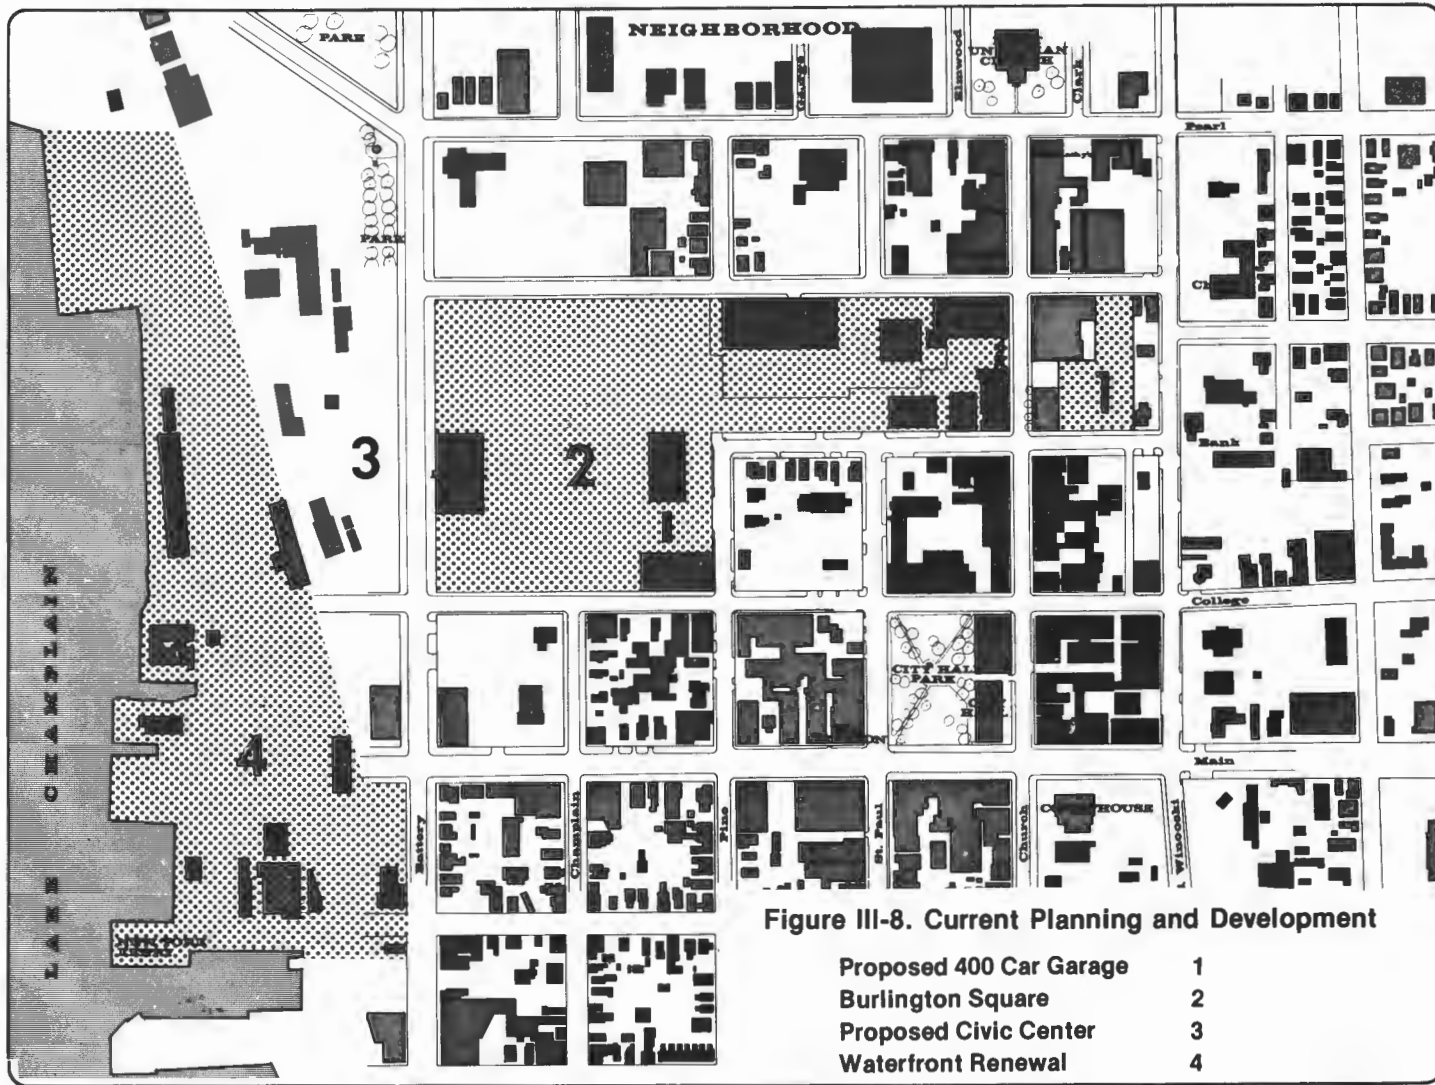 NEIGHBORHOOD
PARK
Elmwood
Clark
Pearl
PARK
2
3
Bank
LAKE CHAMPLAIN
College
CITY HALL
PARK
4
Main
Battery
Champlain
Pine
St. Paul
Church
COURTHOUSE
Winooski
Figure III-8. Current Planning and Development
Proposed 400 Car Garage 1
Burlington Square 2
Proposed Civic Center 3
Waterfront Renewal 4